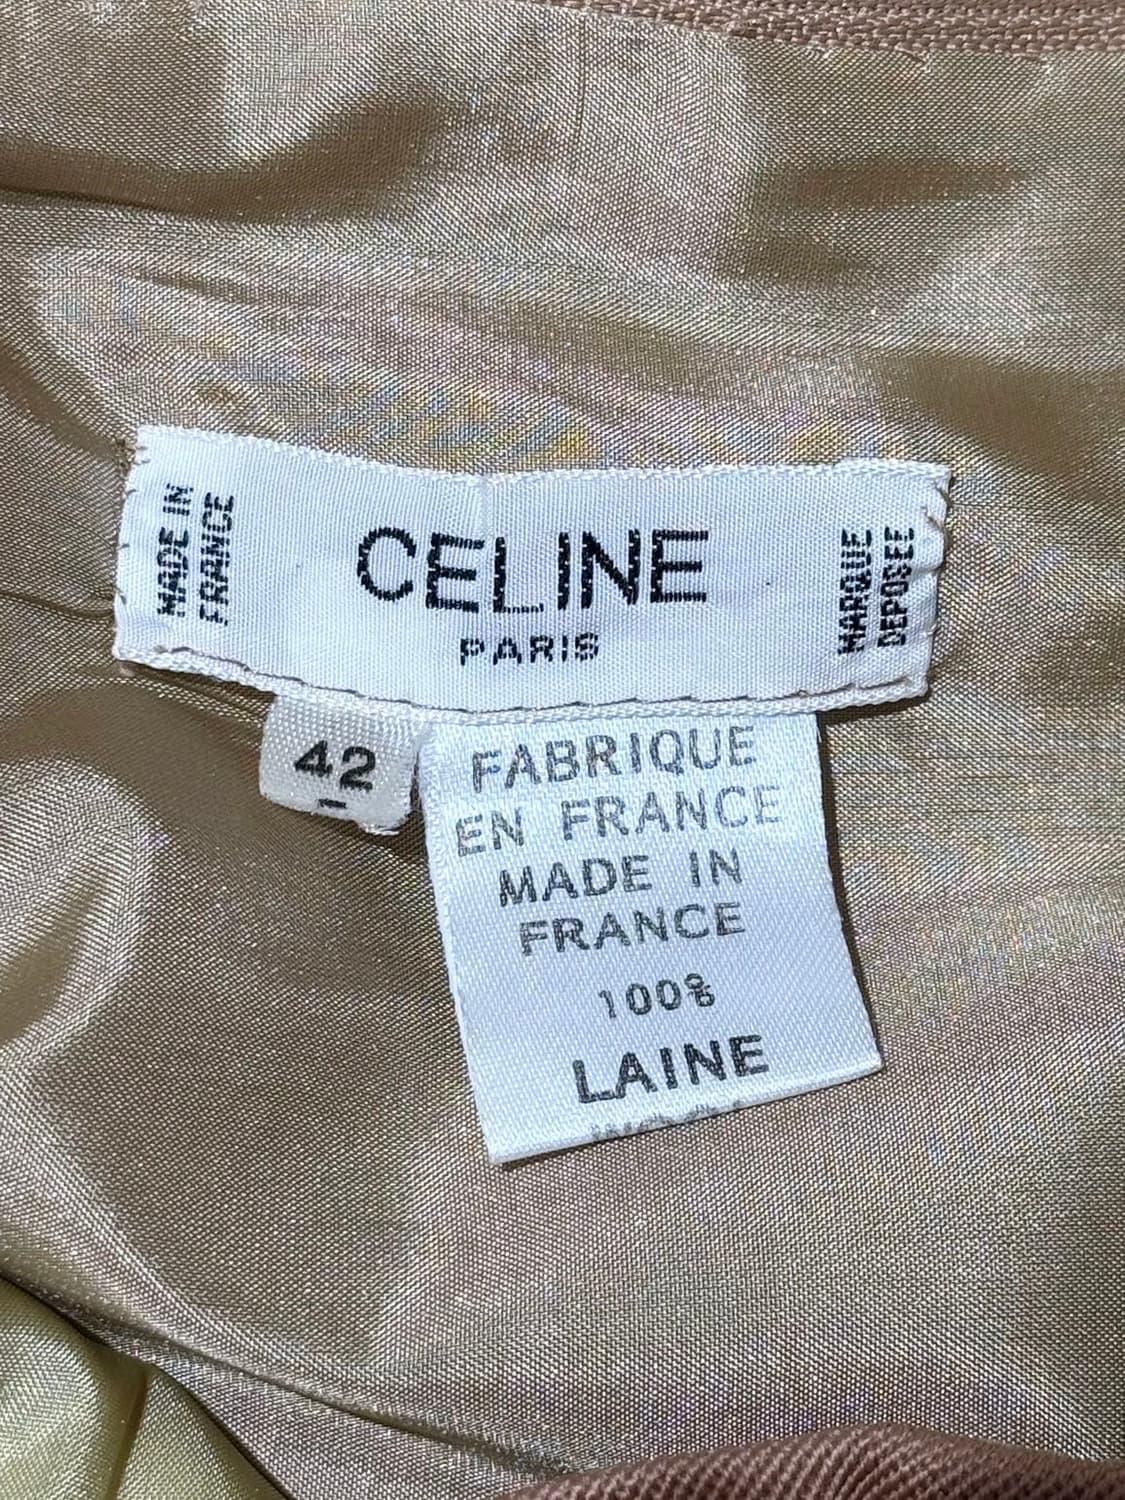 MADE IN
FRANCE
CELINE
PARIS
MARQUE
DEPOSEE
42
FABRIQUE
EN FRANCE
MADE IN
FRANCE
100%
LAINE